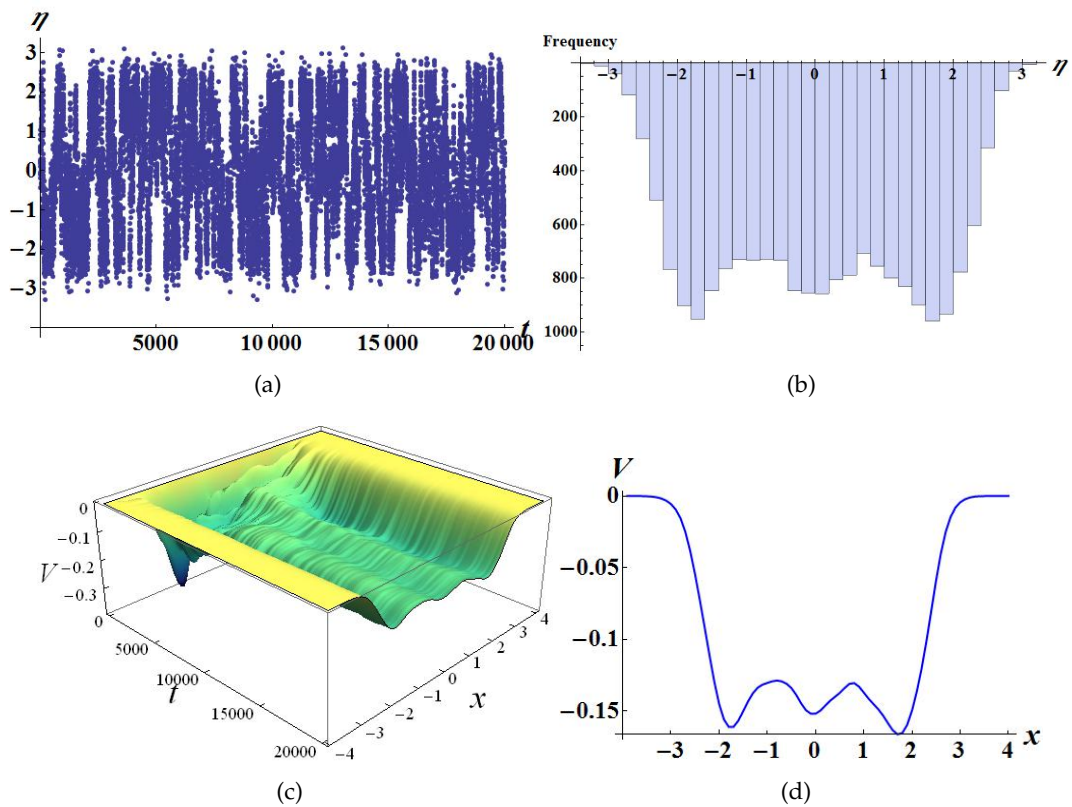 η
3
2
1
0
−1
−2
−3
5000 10 000 15 000 20 000
t
(a)
Frequency
−3 −2 −1 0 1 2 3 η
200
400
600
800
1000
(b)
0
−0.1
V −0.2
−0.3
0
5000
10000
15000
20000
t
4
3
2
1
0
−1
−2
−3
−4
x
(c)
V
0
−0.05
−0.1
−0.15
−3 −2 −1 0 1 2 3 4 x
(d)